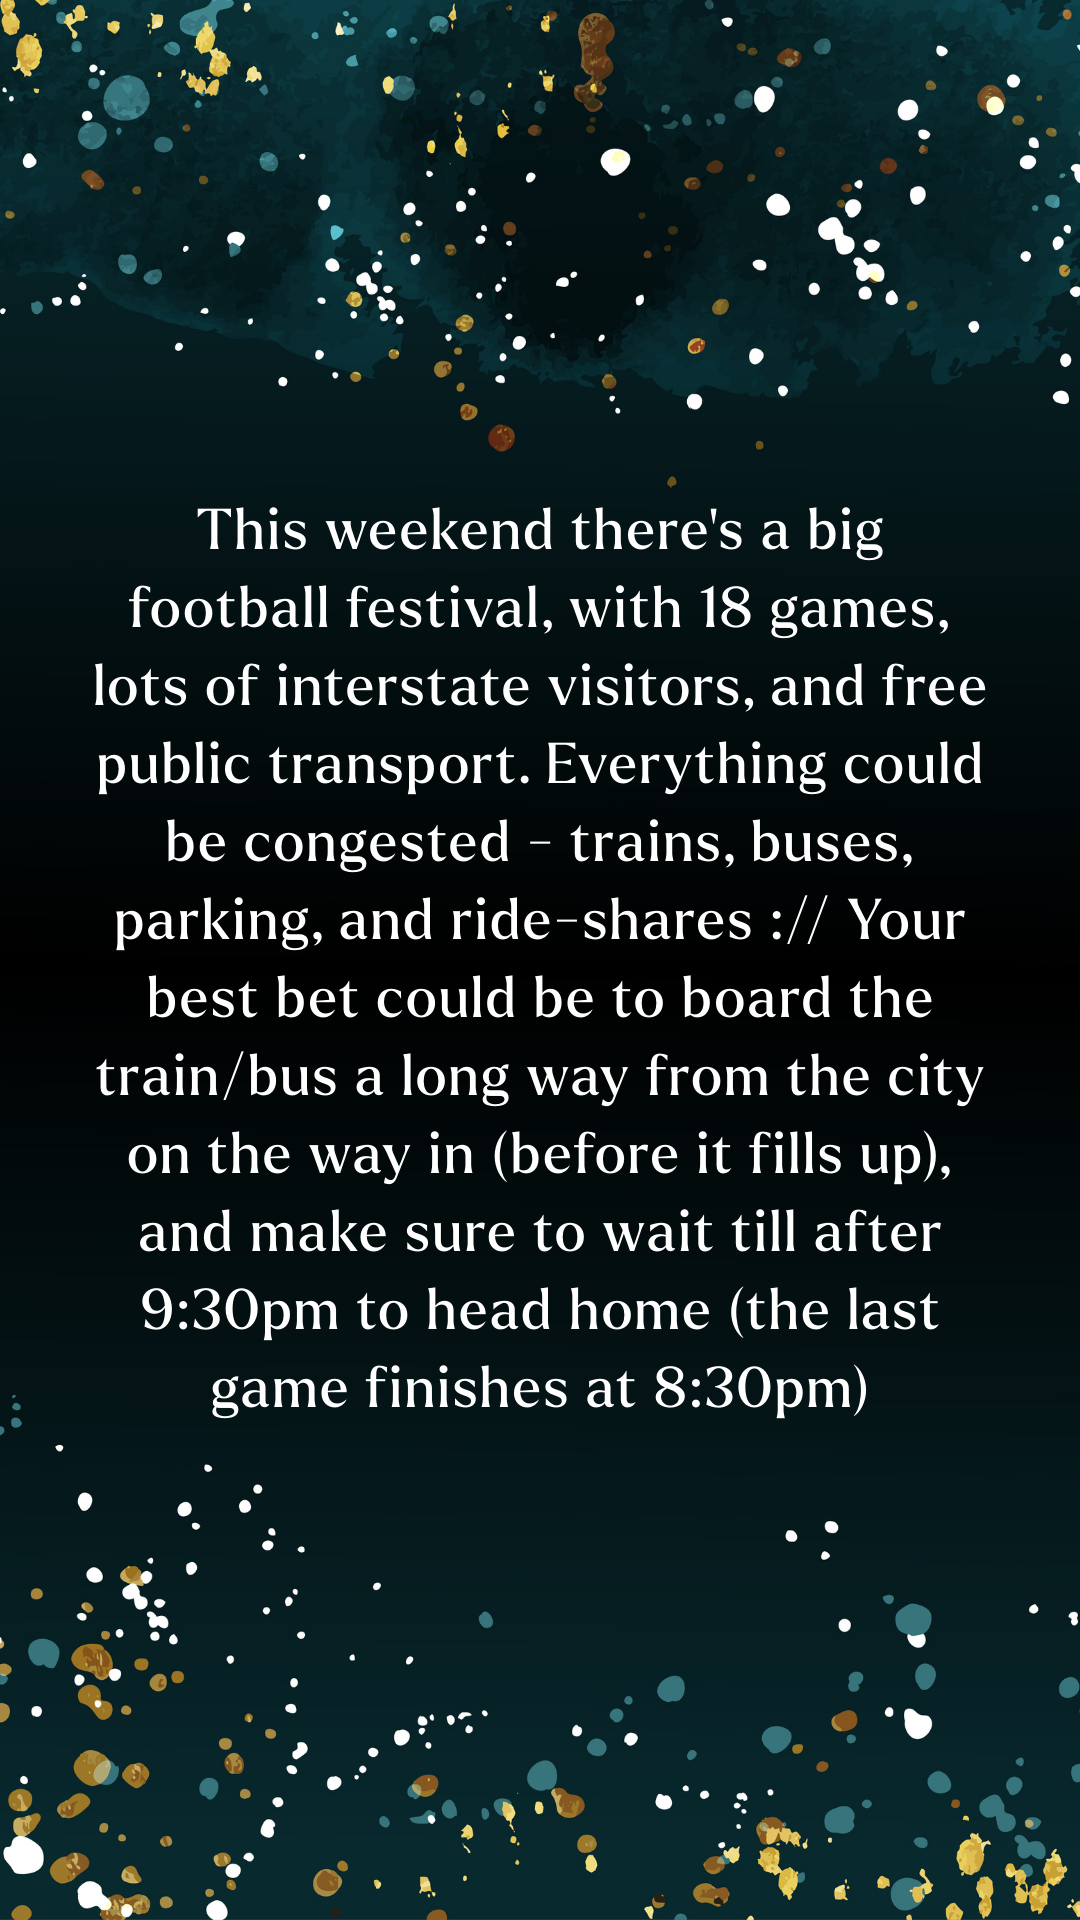 This weekend there's a big
football festival, with 18 games,
lots of interstate visitors, and free
public transport. Everything could
be congested - trains, buses,
parking, and ride-shares :// Your
best bet could be to board the
train/bus a long way from the city
on the way in (before it fills up),
and make sure to wait till after
9:30pm to head home (the last
game finishes at 8:30pm)